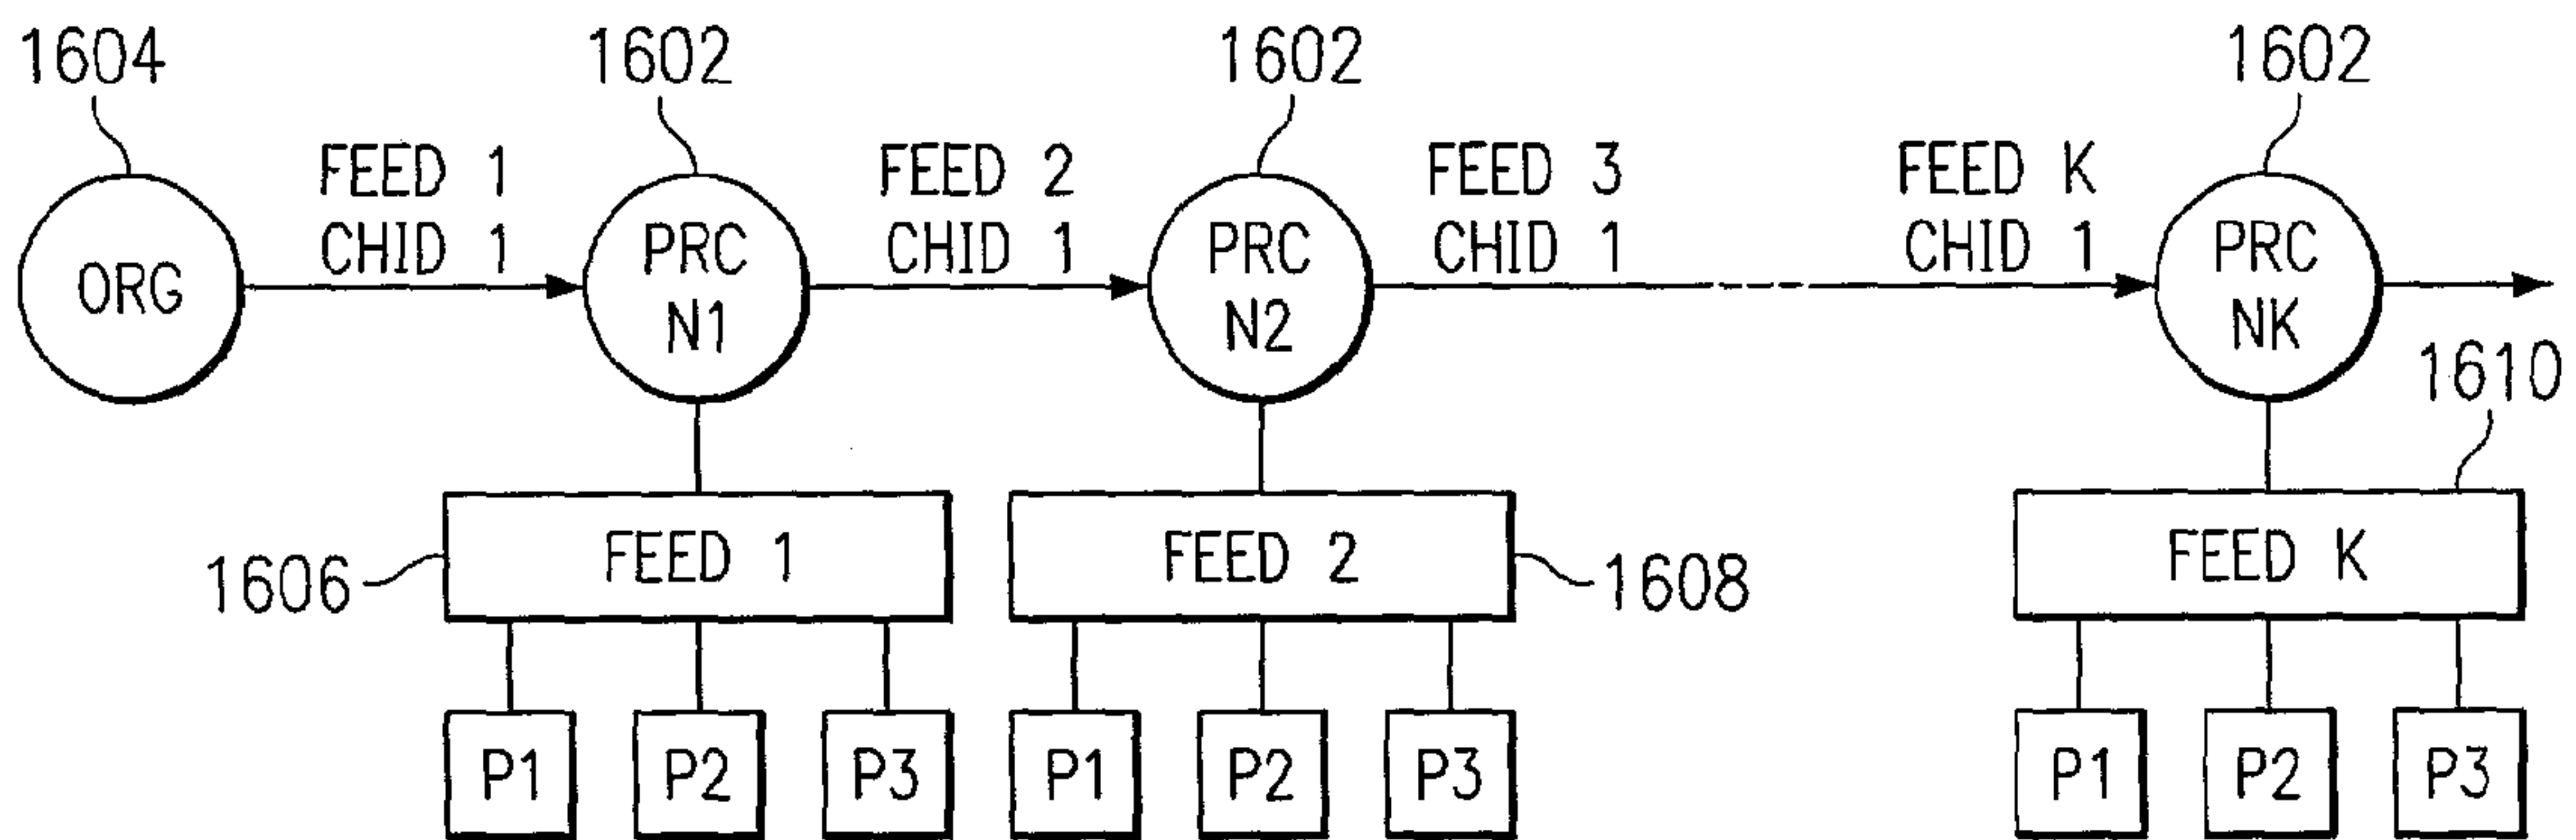 1604
1602
1602
1602
FEED 1
CHID 1
FEED 2
CHID 1
FEED 3
CHID 1
FEED K
CHID 1
ORG
PRC
N1
PRC
N2
PRC
NK
1610
FEED 1
FEED 2
FEED K
1606
1608
P1
P2
P3
P1
P2
P3
P1
P2
P3